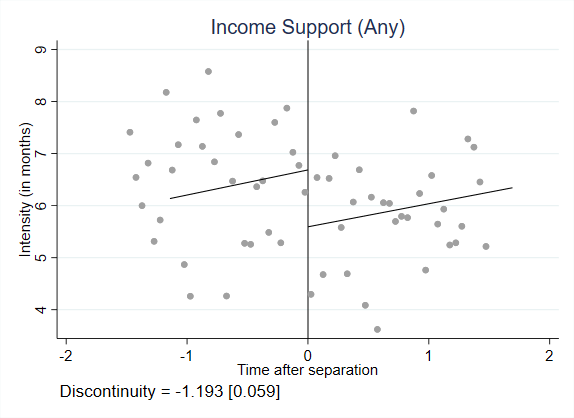 Income Support (Any)
Intensity (in months)
9
8
7
6
5
4
-2
-1
0
1
2
Time after separation
Discontinuity = -1.193 [0.059]